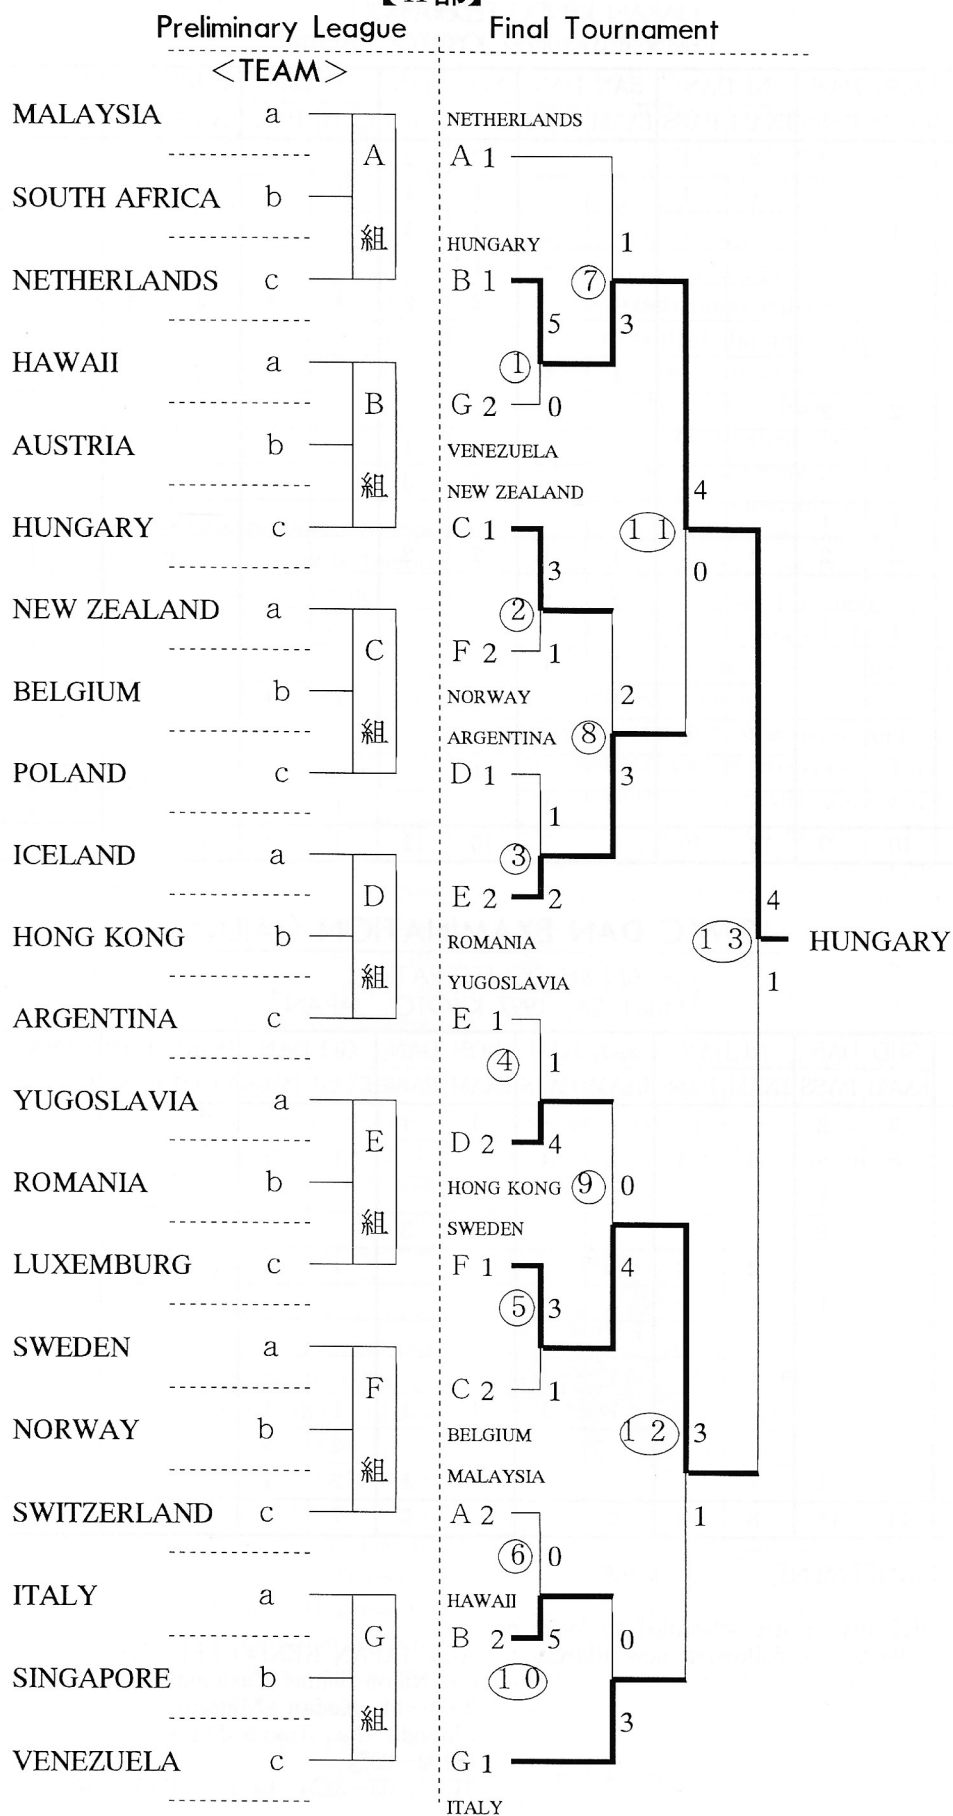 Preliminary League Final Tournament
<TEAM>
MALAYSIA a
NETHERLANDS
A A 1
SOUTH AFRICA b
組 HUNGARY 1
NETHERLANDS c B 1 ⑦
5 3
HAWAII a ①
B G 2 0
AUSTRIA b VENEZUELA
組 NEW ZEALAND 4
HUNGARY c C 1 11
3 0
NEW ZEALAND a ②
C F 2 1
BELGIUM b NORWAY 2
組 ARGENTINA ⑧
POLAND c D 1 3
1
ICELAND a ③
D E 2 2 4
HONG KONG b ROMANIA 13 HUNGARY
組 YUGOSLAVIA 1
ARGENTINA c E 1
④ 1
YUGOSLAVIA a
E D 2 4
ROMANIA b HONG KONG ⑨ 0
組 SWEDEN
LUXEMBURG c F 1 4
⑤ 3
SWEDEN a
F C 2 1
NORWAY b BELGIUM 12 3
組 MALAYSIA
SWITZERLAND c A 2 1
⑥ 0
ITALY a HAWAII
G B 2 5 0
SINGAPORE b 10
組 3
VENEZUELA c G 1
ITALY